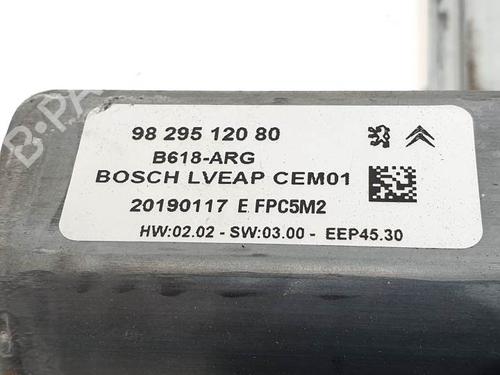 98 295 120 80
B618-ARG
BOSCH LVEAP CEM01
20190117 E FPC5M2
HW:02.02 - SW:03.00 - EEP45.30
B-PA